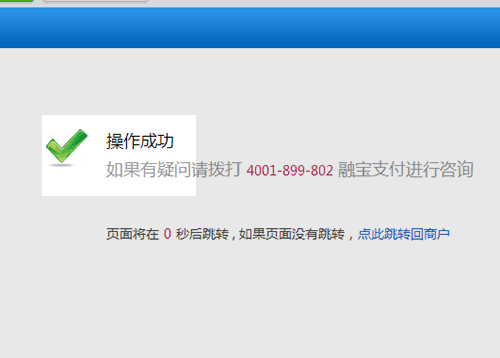 操作成功
如果有疑问请拨打 4001-899-802 融宝支付进行咨询
页面将在 0 秒后跳转 , 如果页面没有跳转 , 点此跳转回商户